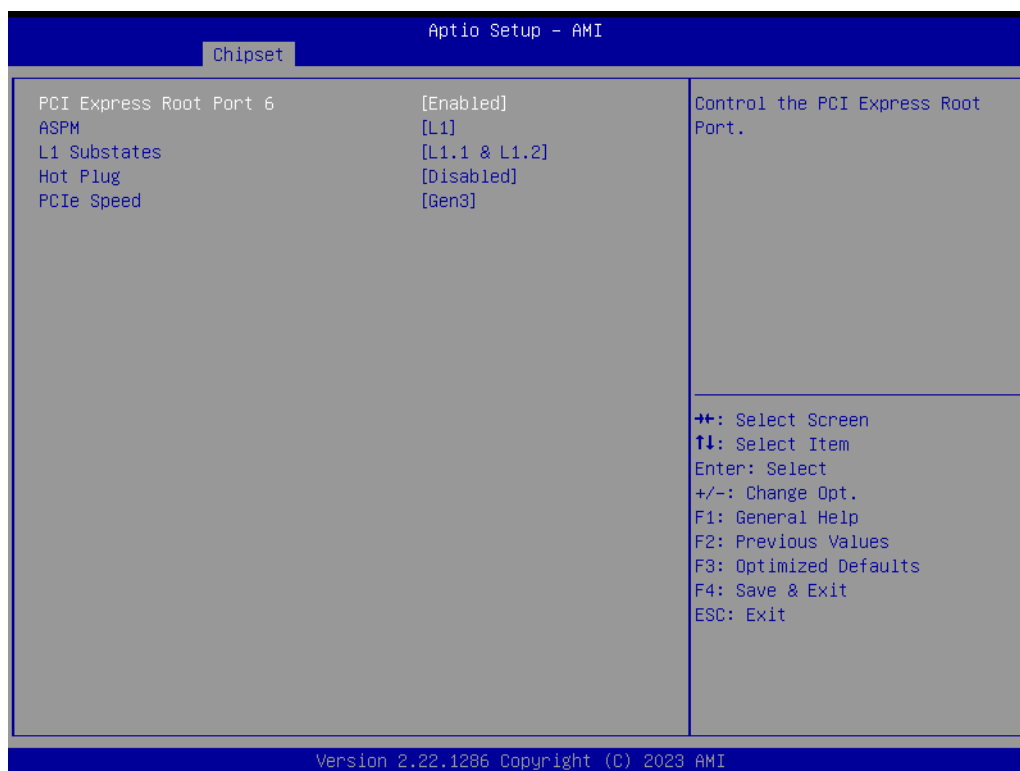 Aptio Setup – AMI
Chipset
PCI Express Root Port 6 [Enabled]
ASPM [L1]
L1 Substates [L1.1 & L1.2]
Hot Plug [Disabled]
PCIe Speed [Gen3]
Control the PCI Express Root
Port.
→←: Select Screen
↑↓: Select Item
Enter: Select
+/-: Change Opt.
F1: General Help
F2: Previous Values
F3: Optimized Defaults
F4: Save & Exit
ESC: Exit
Version 2.22.1286 Copyright (C) 2023 AMI